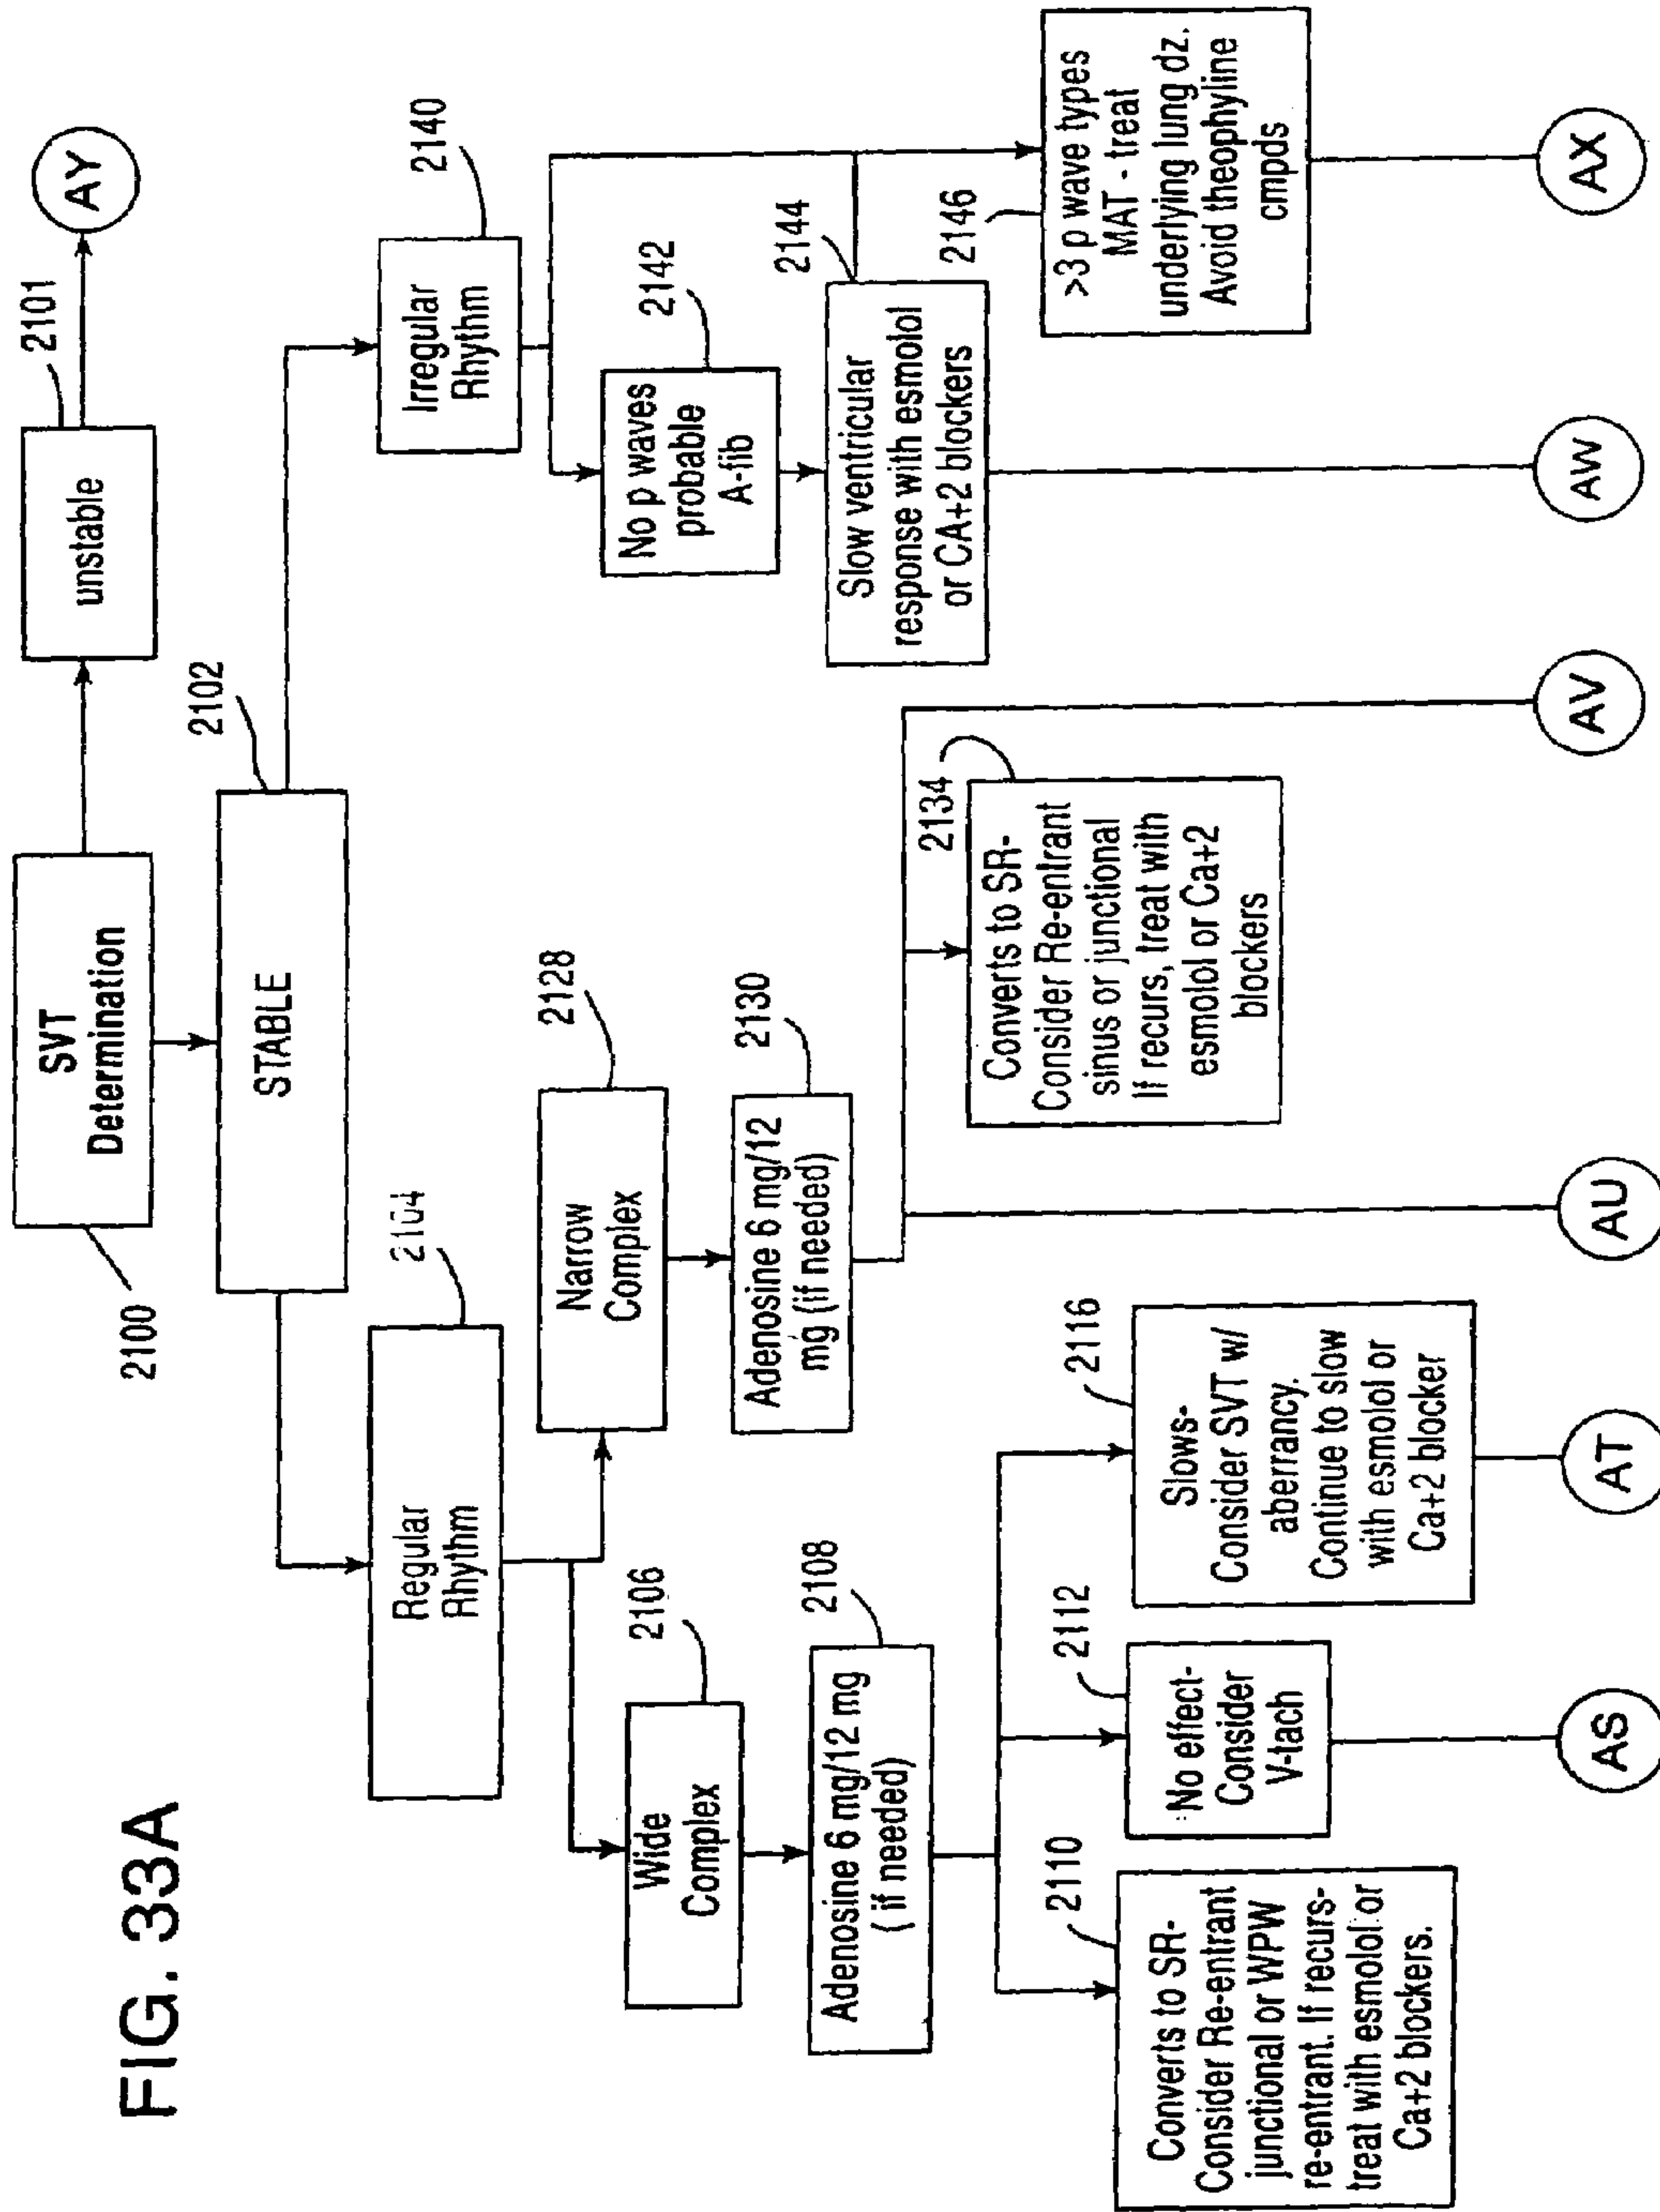 FIG. 33A
SVT
Determination
2100
unstable
2101
AY
STABLE
2102
Regular
Rhythm
2104
Irregular
Rhythm
2140
Wide
Complex
2106
Narrow
Complex
2128
No p waves
probable
A-fib
2142
Adenosine 6 mg/12 mg
( if needed)
2108
Adenosine 6 mg/12
mg (if needed)
2130
Slow ventricular
response with esmolol
or CA+2 blockers
2144
>3 p wave types
MAT - treat
underlying lung dz.
Avoid theophyline
cmpds
2146
Converts to SR-
Consider Re-entrant
junctional or WPW
re-entrant. If recurs-
treat with esmolol or
Ca+2 blockers.
2110
No effect-
Consider
V-tach
2112
Slows-
Consider SVT w/
aberrancy.
Continue to slow
with esmolol or
Ca+2 blocker
2116
Converts to SR-
Consider Re-entrant
sinus or junctional
If recurs, treat with
esmolol or Ca+2
blockers
2134
AS
AT
AU
AV
AW
AX